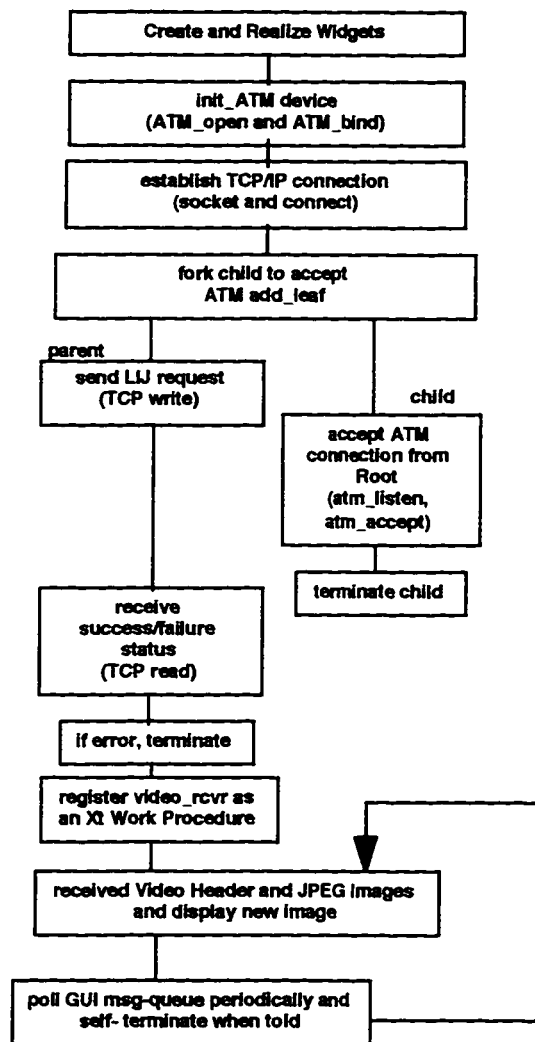 Create and Realize Widgets
init_ATM device
(ATM_open and ATM_bind)
establish TCP/IP connection
(socket and connect)
fork child to accept
ATM add_leaf
parent
send LIJ request
(TCP write)
child
accept ATM
connection from
Root
(atm_listen,
atm_accept)
terminate child
receive
success/failure
status
(TCP read)
if error, terminate
register video_rcvr as
an Xt Work Procedure
received Video Header and JPEG images
and display new image
poll GUI msg-queue periodically and
self- terminate when told